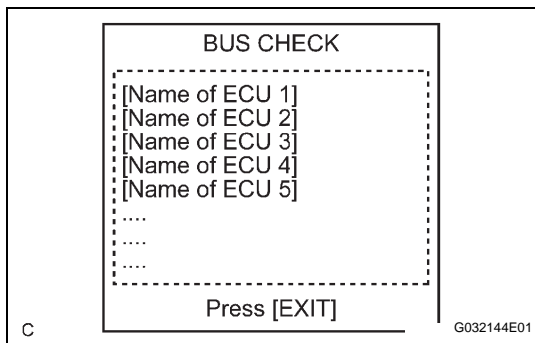 BUS CHECK
[Name of ECU 1]
[Name of ECU 2]
[Name of ECU 3]
[Name of ECU 4]
[Name of ECU 5]
....
....
....
Press [EXIT]
C
G032144E01